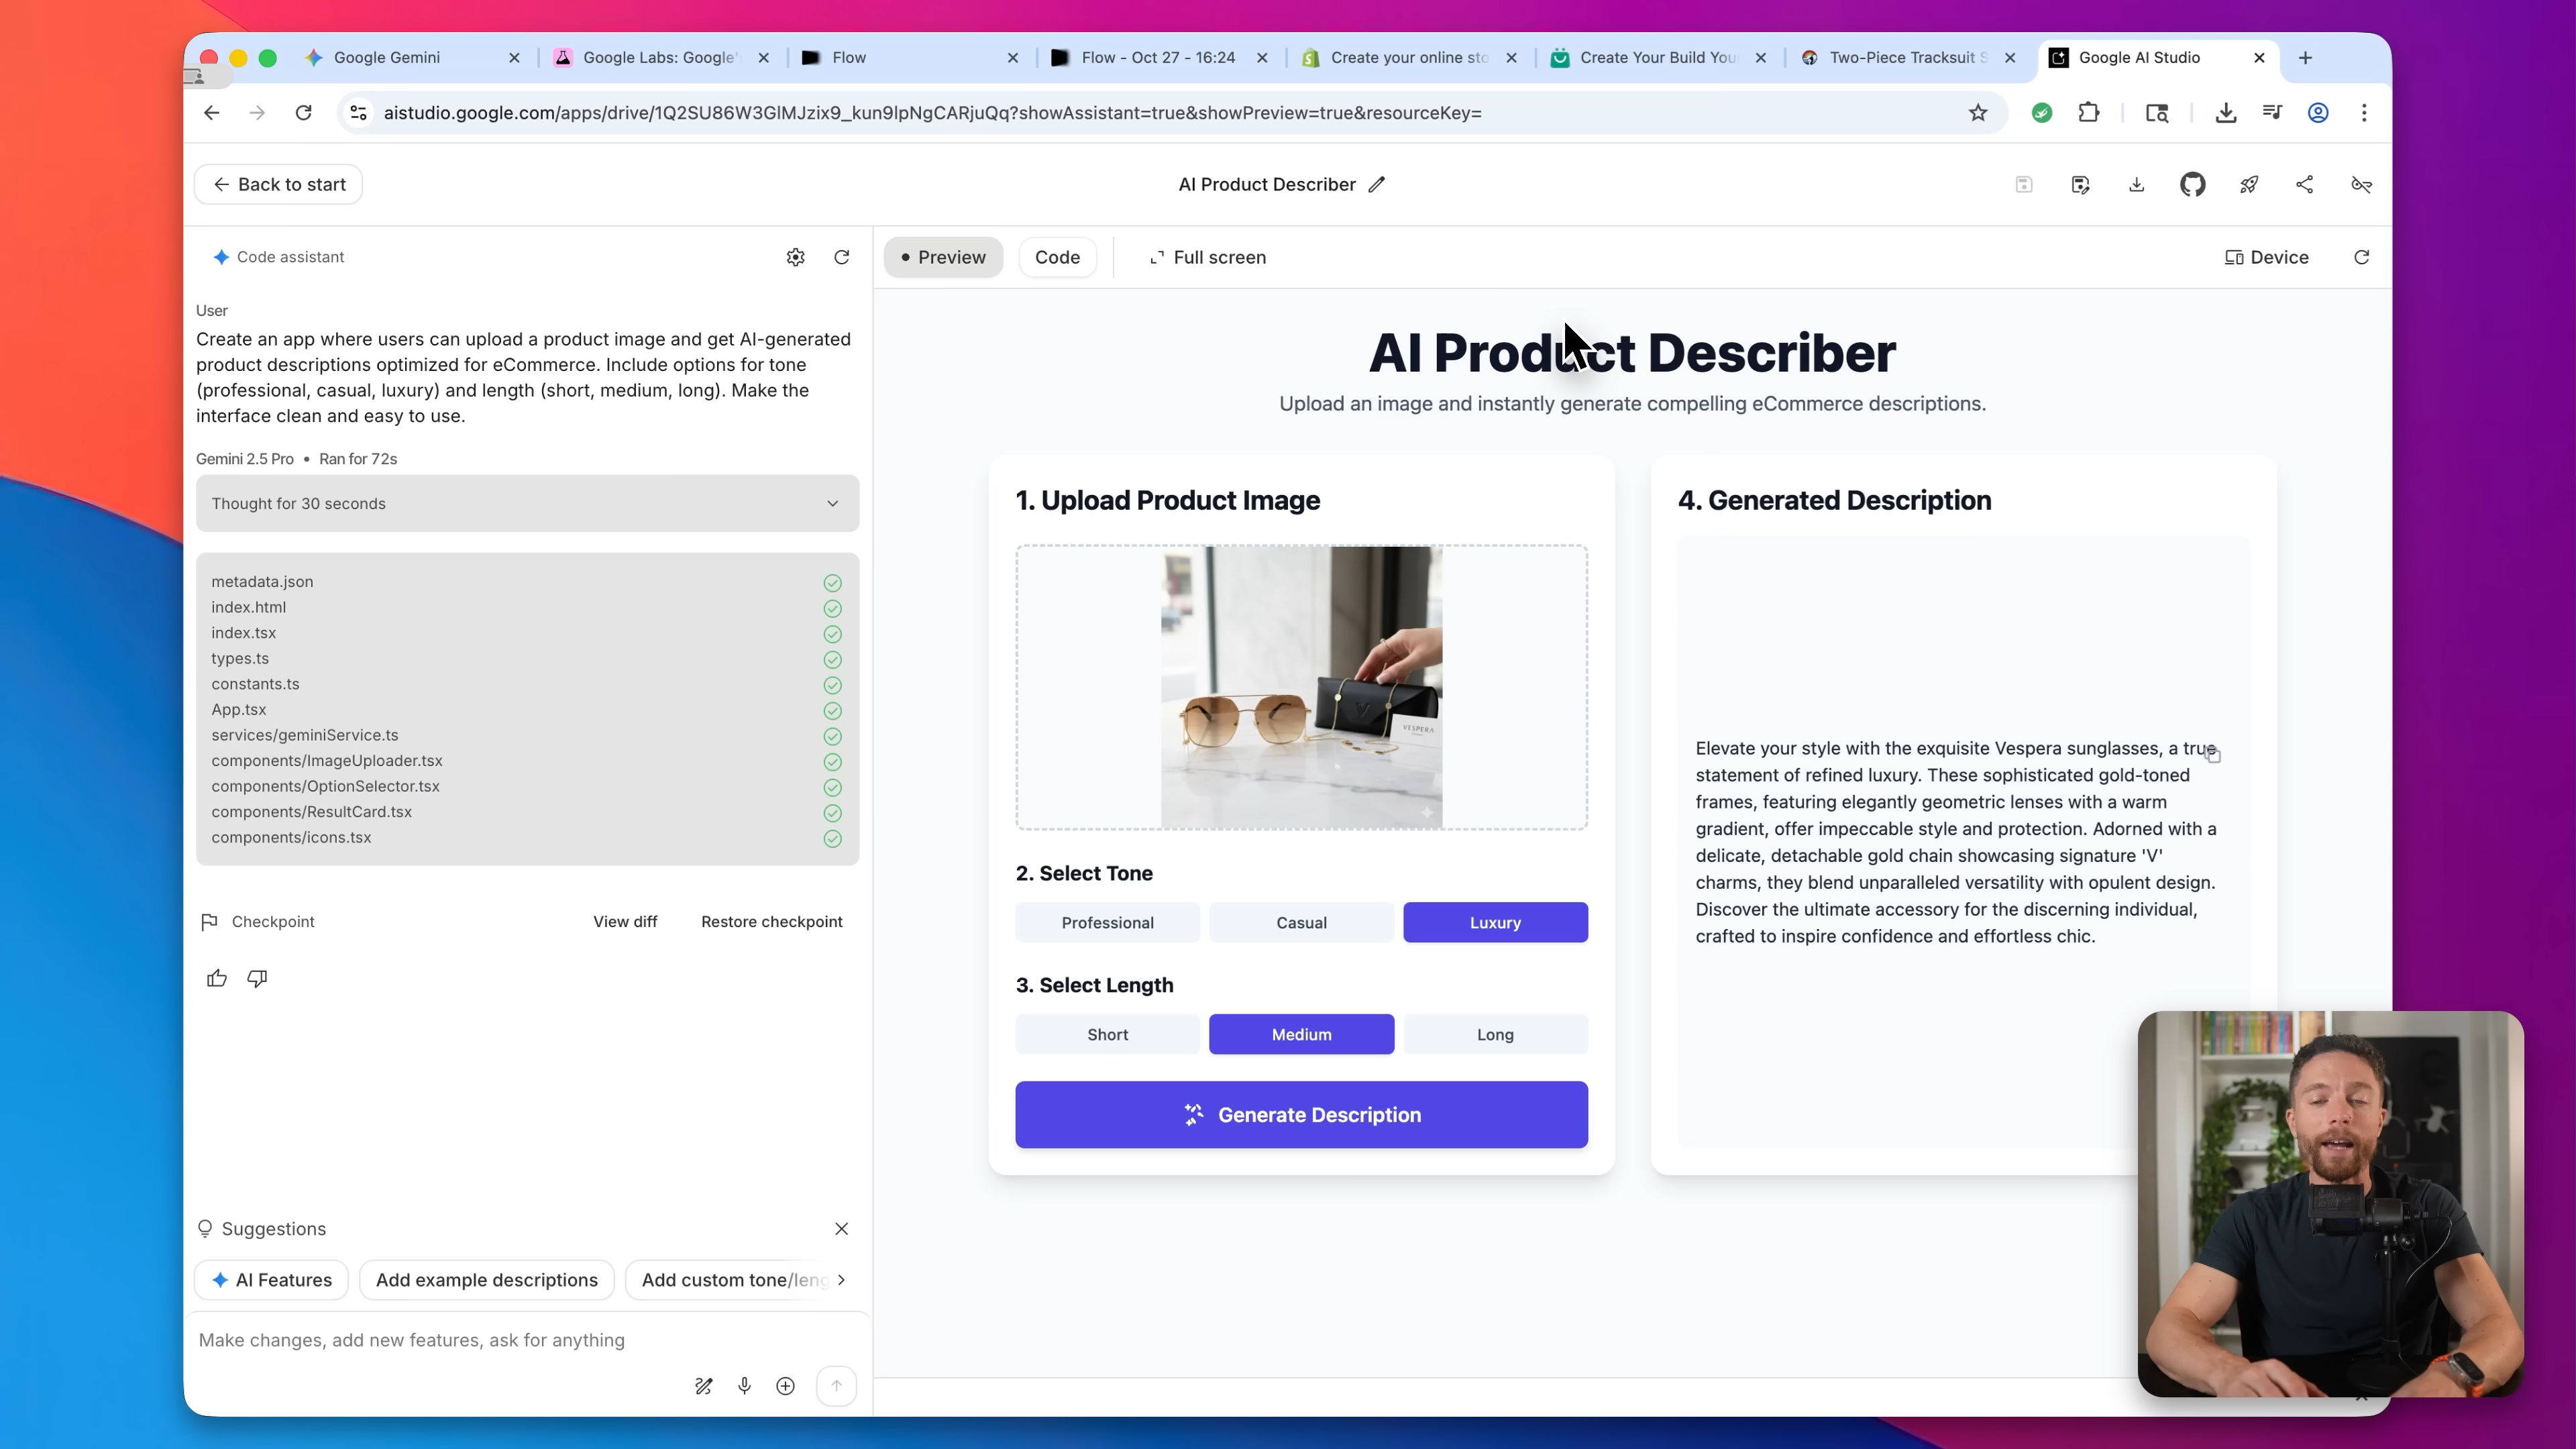 Google Gemini
Google Labs: Google'
Flow
Flow - Oct 27 - 16:24
Create your online sto
Create Your Build You
Two-Piece Tracksuit S
Google AI Studio
aistudio.google.com/apps/drive/1Q2SU86W3GlMJzix9_kun9lpNgCARjuQq?showAssistant=true&showPreview=true&resourceKey=
Back to start
AI Product Describer
Code assistant
Preview
Code
Full screen
Device
User
Create an app where users can upload a product image and get AI-generated
product descriptions optimized for eCommerce. Include options for tone
(professional, casual, luxury) and length (short, medium, long). Make the
interface clean and easy to use.
Gemini 2.5 Pro • Ran for 72s
Thought for 30 seconds
metadata.json
index.html
index.tsx
types.ts
constants.ts
App.tsx
services/geminiService.ts
components/ImageUploader.tsx
components/OptionSelector.tsx
components/ResultCard.tsx
components/icons.tsx
Checkpoint
View diff
Restore checkpoint
Suggestions
AI Features
Add example descriptions
Add custom tone/leng
Make changes, add new features, ask for anything
AI Product Describer
Upload an image and instantly generate compelling eCommerce descriptions.
1. Upload Product Image
V
VESPERA
2. Select Tone
Professional
Casual
Luxury
3. Select Length
Short
Medium
Long
Generate Description
4. Generated Description
Elevate your style with the exquisite Vespera sunglasses, a true
statement of refined luxury. These sophisticated gold-toned
frames, featuring elegantly geometric lenses with a warm
gradient, offer impeccable style and protection. Adorned with a
delicate, detachable gold chain showcasing signature 'V'
charms, they blend unparalleled versatility with opulent design.
Discover the ultimate accessory for the discerning individual,
crafted to inspire confidence and effortless chic.